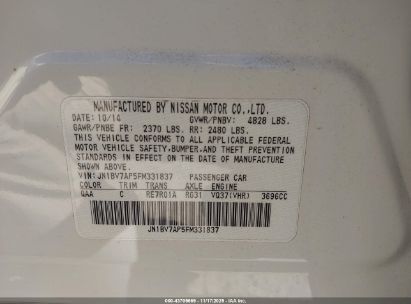 MANUFACTURED BY NISSAN MOTOR CO.,LTD.
DATE: 10/14 GVWR/PNBV: 4828 LBS.
GAWR/PNBE FR: 2370 LBS. RR: 2480 LBS.
THIS VEHICLE CONFORMS TO ALL APPLICABLE FEDERAL
MOTOR VEHICLE SAFETY,BUMPER,AND THEFT PREVENTION
STANDARDS IN EFFECT ON THE DATE OF MANUFACTURE
SHOWN ABOVE.
VIN: JN1BV7AP5FM331837 PASSENGER CAR
COLOR TRIM TRANS AXLE ENGINE
QAA C RE7R01A R031 VQ37(VHR) 3696CC
JN1BV7AP5FM331837